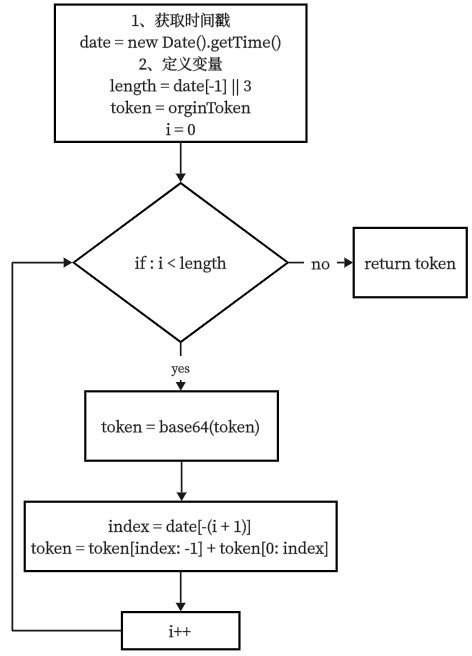 1、获取时间戳
date = new Date().getTime()
2、定义变量
length = date[-1] || 3
token = orginToken
i = 0
if : i < length
no
return token
yes
token = base64(token)
index = date[-(i + 1)]
token = token[index: -1] + token[0: index]
i++